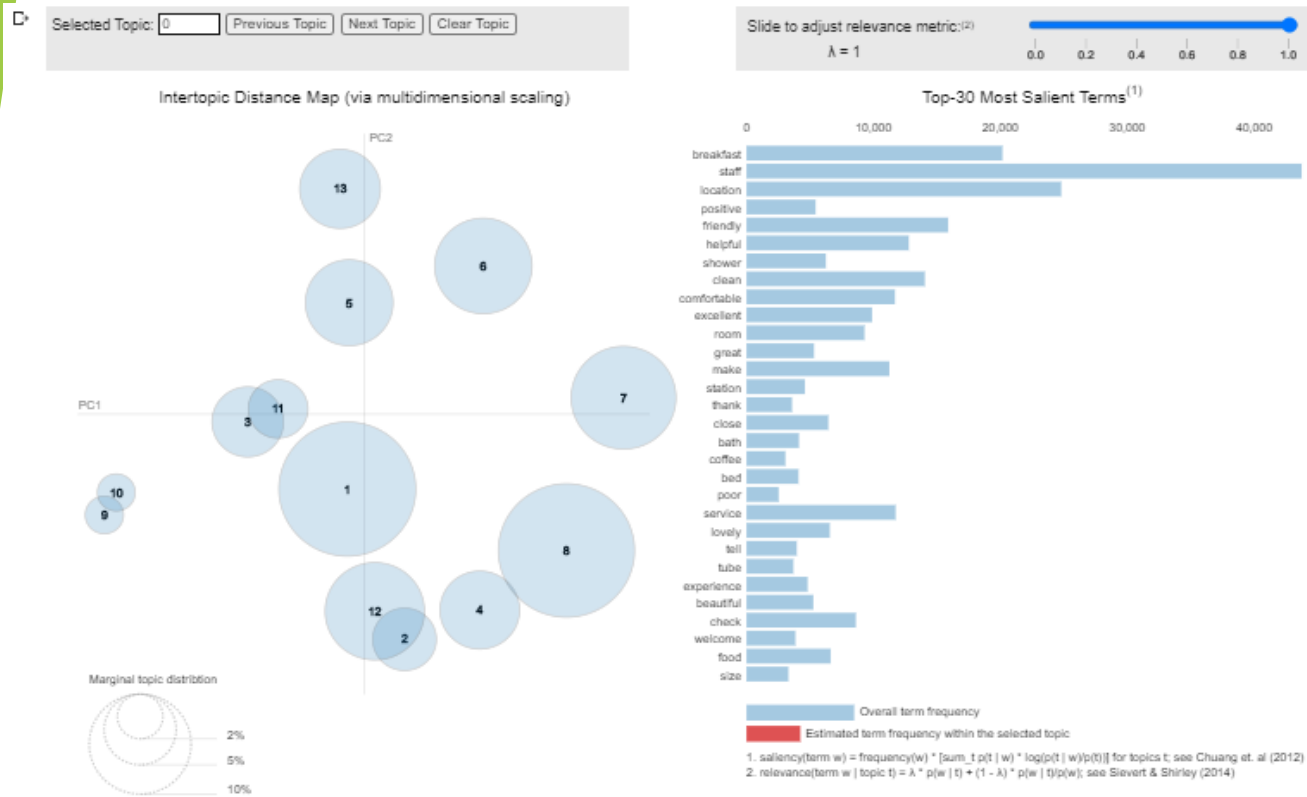 Selected Topic: 0 Previous Topic Next Topic Clear Topic
Slide to adjust relevance metric:(2)
λ = 1
0.0 0.2 0.4 0.6 0.8 1.0
Intertopic Distance Map (via multidimensional scaling)
PC2
PC1
13
6
5
7
11
3
1
10
9
8
12
4
2
Marginal topic distribtion
2%
5%
10%
Top-30 Most Salient Terms(1)
0 10,000 20,000 30,000 40,000
breakfast
staff
location
positive
friendly
helpful
shower
clean
comfortable
excellent
room
great
make
station
thank
close
bath
coffee
bed
poor
service
lovely
tell
tube
experience
beautiful
check
welcome
food
size
Overall term frequency
Estimated term frequency within the selected topic
1. saliency(term w) = frequency(w) * [sum_t p(t | w) * log(p(t | w)/p(t))] for topics t; see Chuang et. al (2012)
2. relevance(term w | topic t) = λ * p(w | t) + (1 - λ) * p(w | t)/p(w); see Sievert & Shirley (2014)